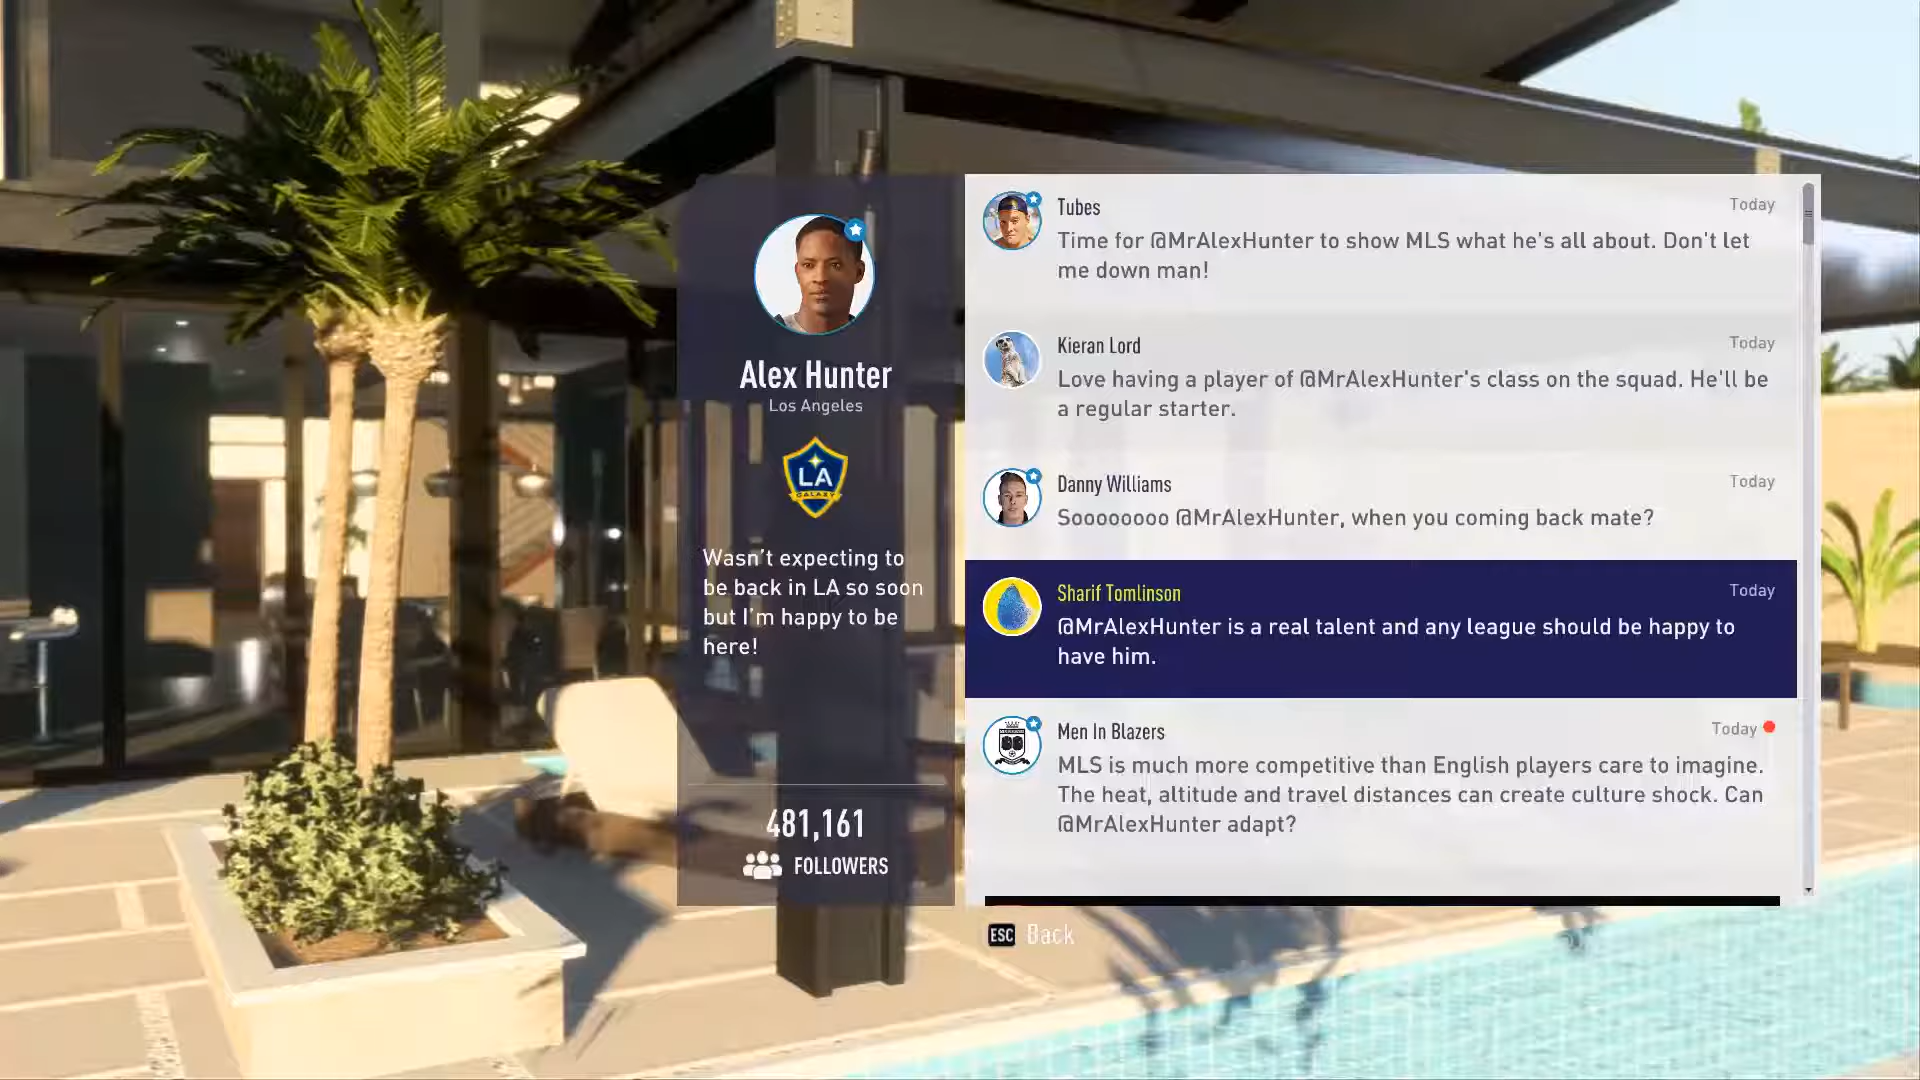 Alex Hunter
Los Angeles
LA
GALAXY
Wasn't expecting to
be back in LA so soon
but I'm happy to be
here!
481,161
FOLLOWERS
Tubes
Today
Time for @MrAlexHunter to show MLS what he's all about. Don't let
me down man!
Kieran Lord
Today
Love having a player of @MrAlexHunter's class on the squad. He'll be
a regular starter.
Danny Williams
Today
Soooooooo @MrAlexHunter, when you coming back mate?
Sharif Tomlinson
Today
@MrAlexHunter is a real talent and any league should be happy to
have him.
Men In Blazers
Today
MLS is much more competitive than English players care to imagine.
The heat, altitude and travel distances can create culture shock. Can
@MrAlexHunter adapt?
ESC Back